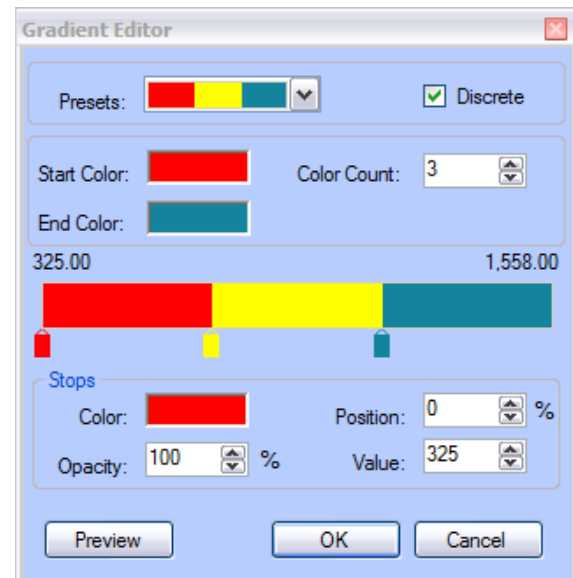 Gradient Editor
Presets: Discrete
Start Color: Color Count: 3
End Color:
325.00 1,558.00
Stops
Color: Position: 0 %
Opacity: 100 % Value: 325
Preview OK Cancel